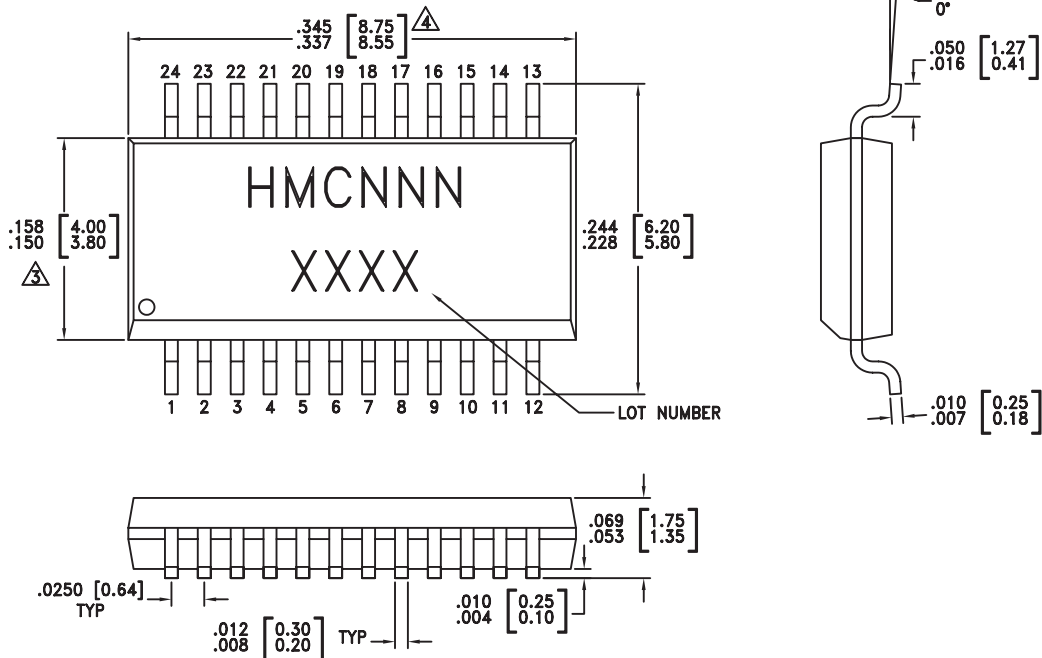 .345 [8.75]
.337 [8.55]
4
0°
.050 [1.27]
.016 [0.41]
24 23 22 21 20 19 18 17 16 15 14 13
HMCNNN
XXXX
.158 [4.00]
.150 [3.80]
3
.244 [6.20]
.228 [5.80]
1 2 3 4 5 6 7 8 9 10 11 12
LOT NUMBER
.010 [0.25]
.007 [0.18]
.069 [1.75]
.053 [1.35]
.0250 [0.64]
TYP
.010 [0.25]
.004 [0.10]
.012 [0.30]
.008 [0.20]
TYP